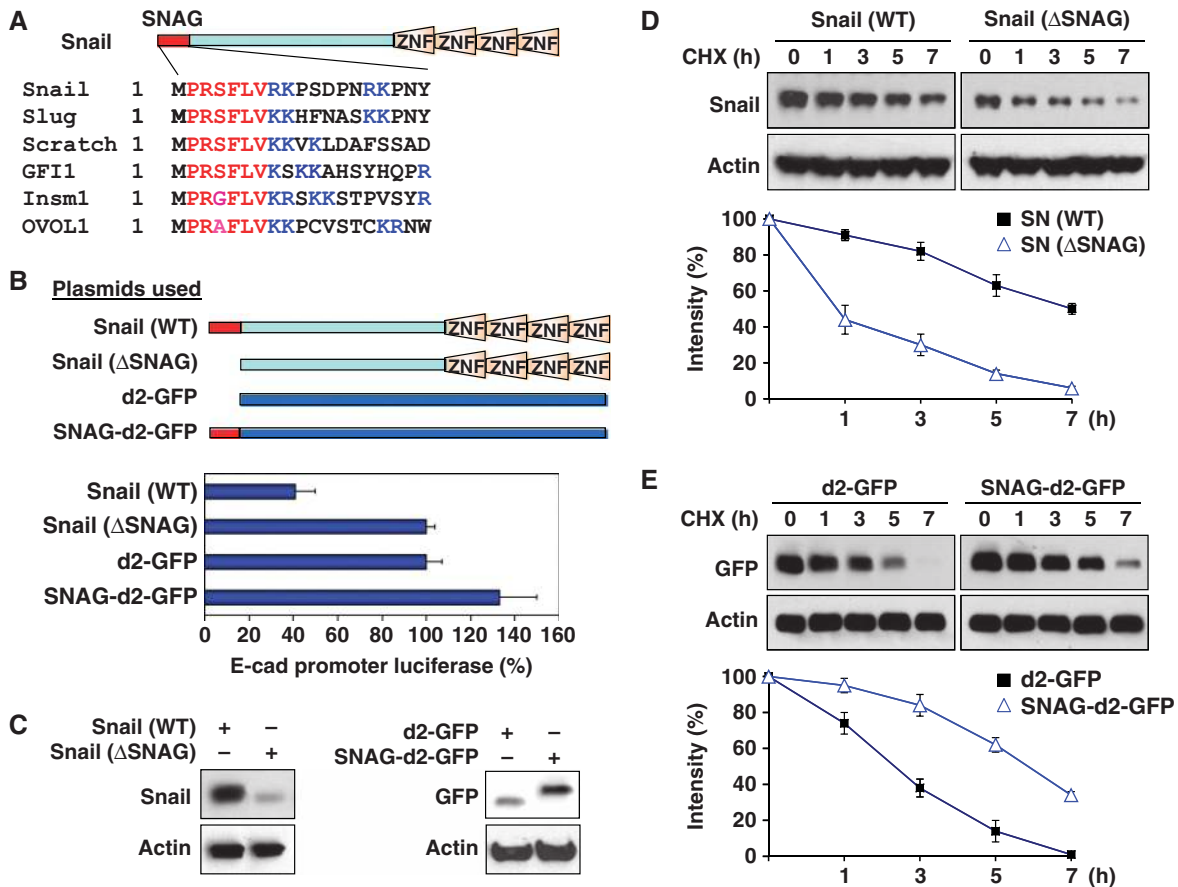 A
SNAG
Snail ZNF ZNF ZNF ZNF
Snail 1 MPRSFLVRKPSDPNRKPNY
Slug 1 MPRSFLVKKHFNASKKPNY
Scratch 1 MPRSFLVKKVKLDAFSSAD
GFI1 1 MPRSFLVKSKKAHSYHQPR
Insm1 1 MPRGFLVKRSKKSTPVSYR
OVOL1 1 MPRAFLVKKPCVSTCKRNW
B
Plasmids used
Snail (WT) ZNF ZNF ZNF ZNF
Snail (ΔSNAG) ZNF ZNF ZNF ZNF
d2-GFP
SNAG-d2-GFP
Snail (WT)
Snail (ΔSNAG)
d2-GFP
SNAG-d2-GFP
0 20 40 60 80 100 120 140 160
E-cad promoter luciferase (%)
C
Snail (WT) + –
Snail (ΔSNAG) – +
Snail
Actin
d2-GFP + –
SNAG-d2-GFP – +
GFP
Actin
D
Snail (WT) Snail (ΔSNAG)
CHX (h) 0 1 3 5 7 0 1 3 5 7
Snail
Actin
SN (WT)
SN (ΔSNAG)
Intensity (%)
100
80
60
40
20
0
1 3 5 7 (h)
E
d2-GFP SNAG-d2-GFP
CHX (h) 0 1 3 5 7 0 1 3 5 7
GFP
Actin
d2-GFP
SNAG-d2-GFP
Intensity (%)
100
80
60
40
20
0
1 3 5 7 (h)